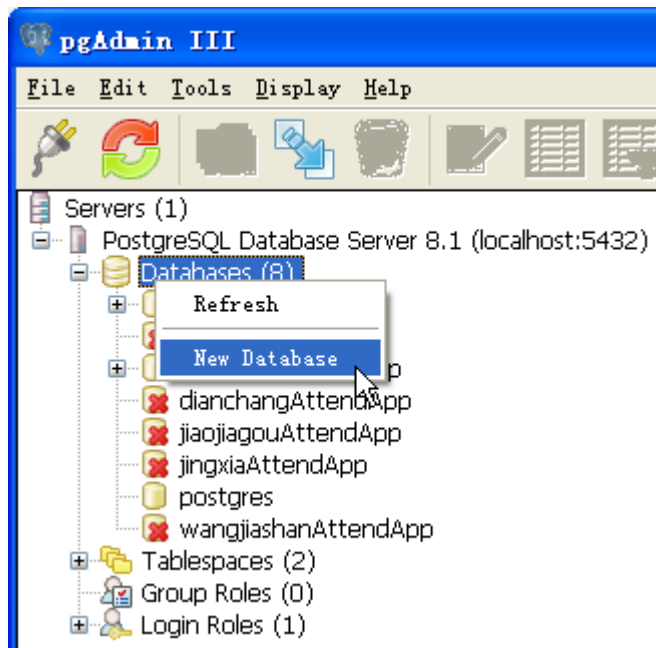 pgAdmin III
File Edit Tools Display Help
Servers (1)
PostgreSQL Database Server 8.1 (localhost:5432)
Databases (8)
Refresh
New Database
dianchangAttendApp
jiaojiagouAttendApp
jingxiaAttendApp
postgres
wangjiashanAttendApp
Tablespaces (2)
Group Roles (0)
Login Roles (1)